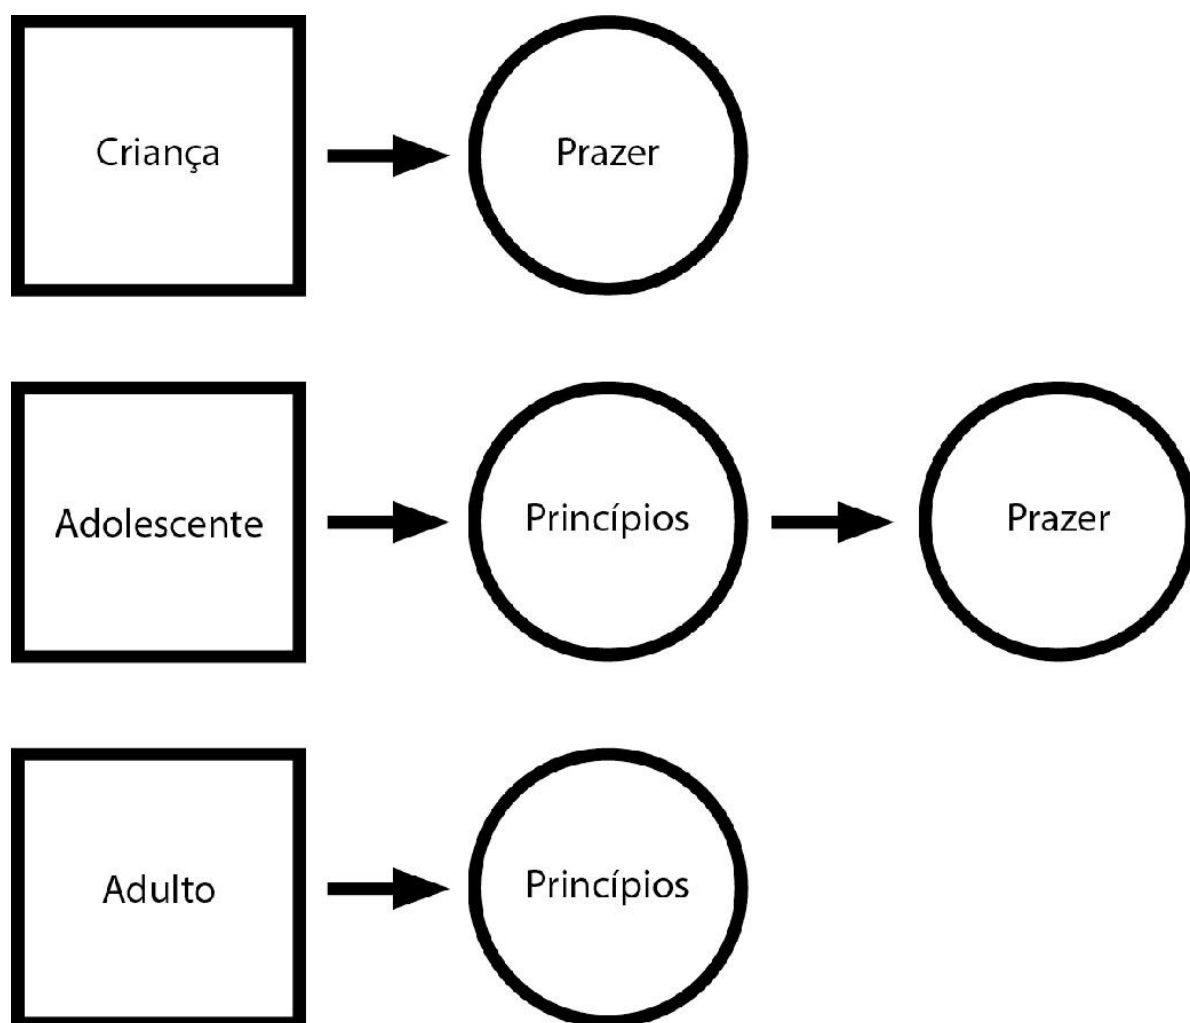 Criança
Prazer
Adolescente
Princípios
Prazer
Adulto
Princípios